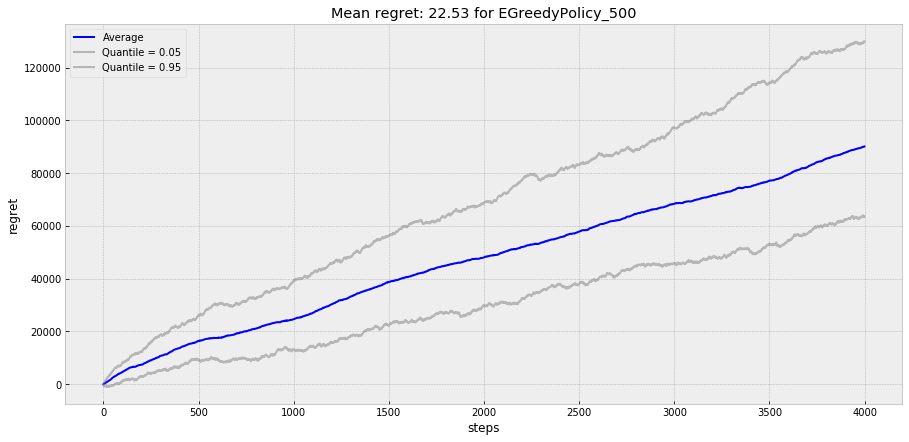 Mean regret: 22.53 for EGreedyPolicy_500
Average
Quantile = 0.05
Quantile = 0.95
120000
100000
80000
60000
40000
20000
0
regret
0 500 1000 1500 2000 2500 3000 3500 4000
steps